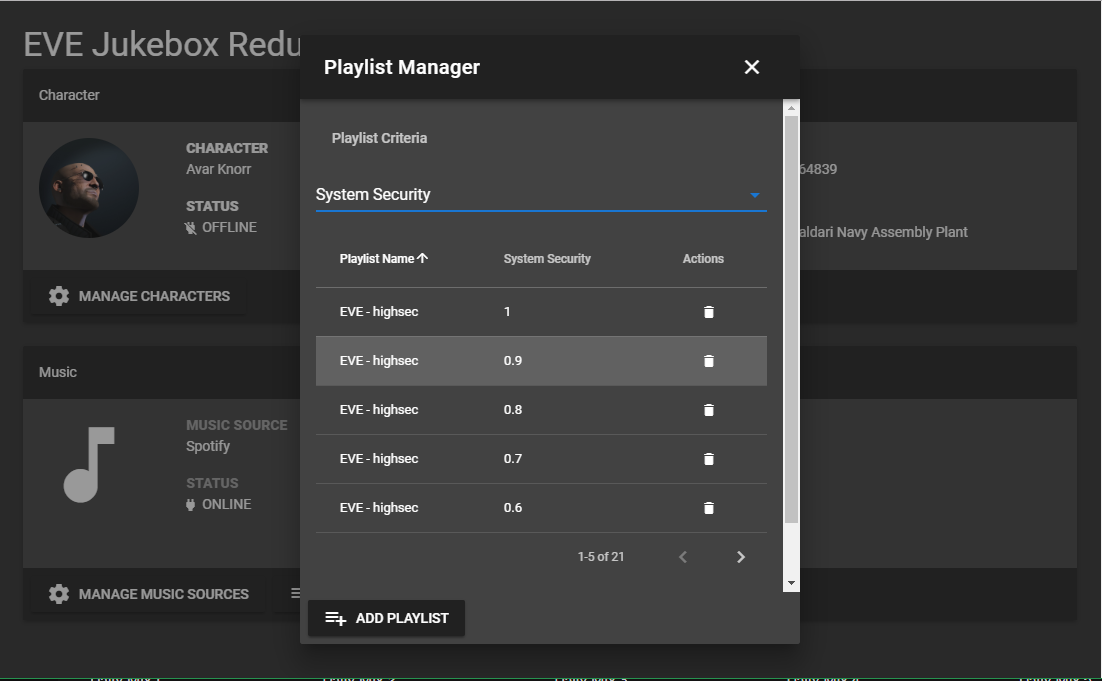 EVE Jukebox Redu
Playlist Manager
Character
Playlist Criteria
CHARACTER
Avar Knorr
64839
System Security
STATUS
OFFLINE
aldari Navy Assembly Plant
Playlist Name System Security Actions
MANAGE CHARACTERS
EVE - highsec 1
EVE - highsec 0.9
Music
EVE - highsec 0.8
MUSIC SOURCE
Spotify
EVE - highsec 0.7
STATUS
ONLINE
EVE - highsec 0.6
1-5 of 21
MANAGE MUSIC SOURCES
ADD PLAYLIST